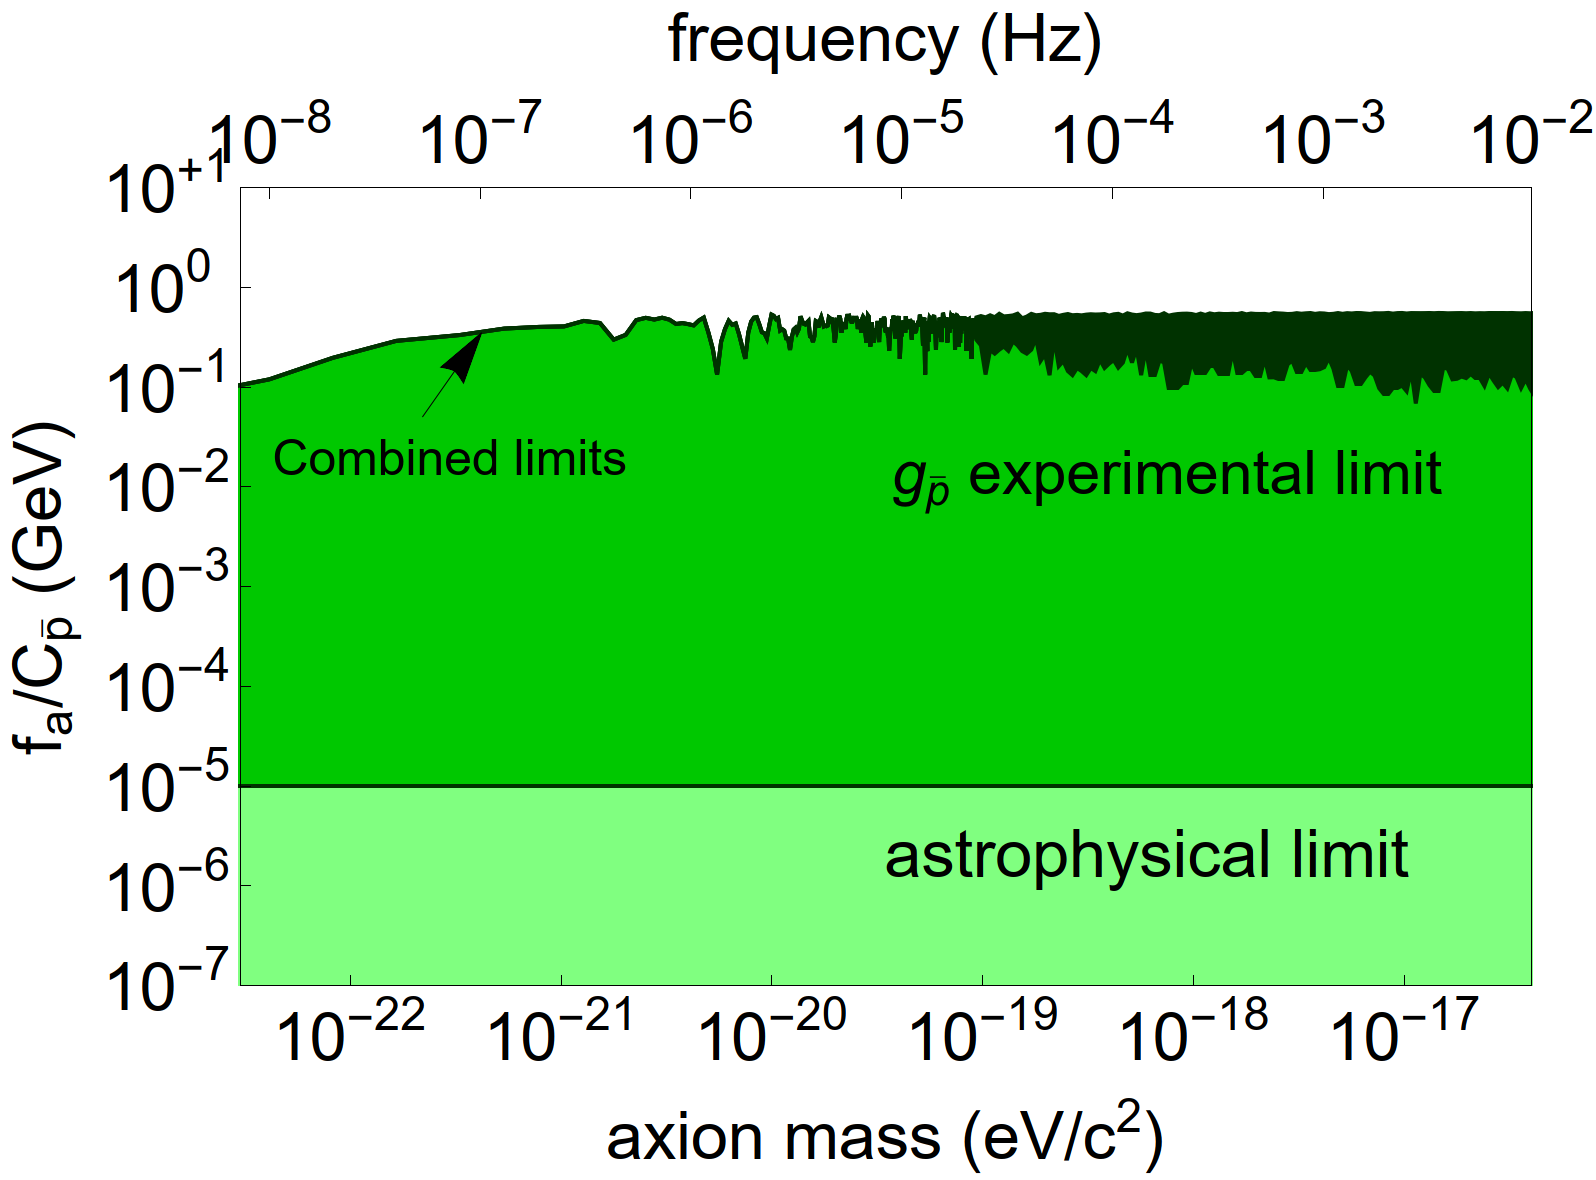 frequency (Hz)
10⁻⁸ 10⁻⁷ 10⁻⁶ 10⁻⁵ 10⁻⁴ 10⁻³ 10⁻²
10⁺¹
10⁰
10⁻¹
10⁻²
10⁻³
10⁻⁴
10⁻⁵
10⁻⁶
10⁻⁷
fₐ/C_p̄ (GeV)
Combined limits
g_p̄ experimental limit
astrophysical limit
10⁻²² 10⁻²¹ 10⁻²⁰ 10⁻¹⁹ 10⁻¹⁸ 10⁻¹⁷
axion mass (eV/c²)